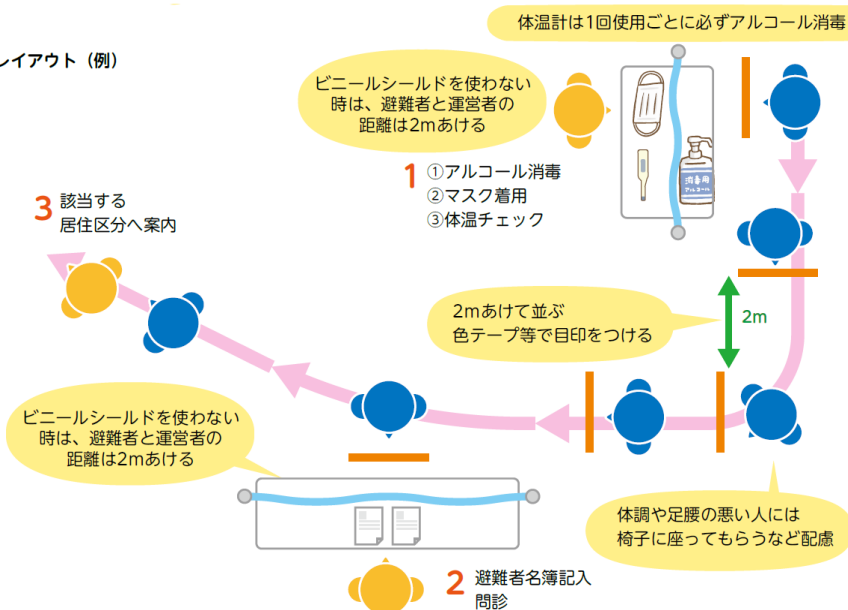 体温計は1回使用ごとに必ずアルコール消毒
レイアウト（例）
ビニールシールドを使わない
時は、避難者と運営者の
距離は2mあける
消毒用
アルコール
1 ①アルコール消毒
②マスク着用
③体温チェック
3 該当する
居住区分へ案内
2mあけて並ぶ
色テープ等で目印をつける
2m
ビニールシールドを使わない
時は、避難者と運営者の
距離は2mあける
体調や足腰の悪い人には
椅子に座ってもらうなど配慮
2 避難者名簿記入
問診